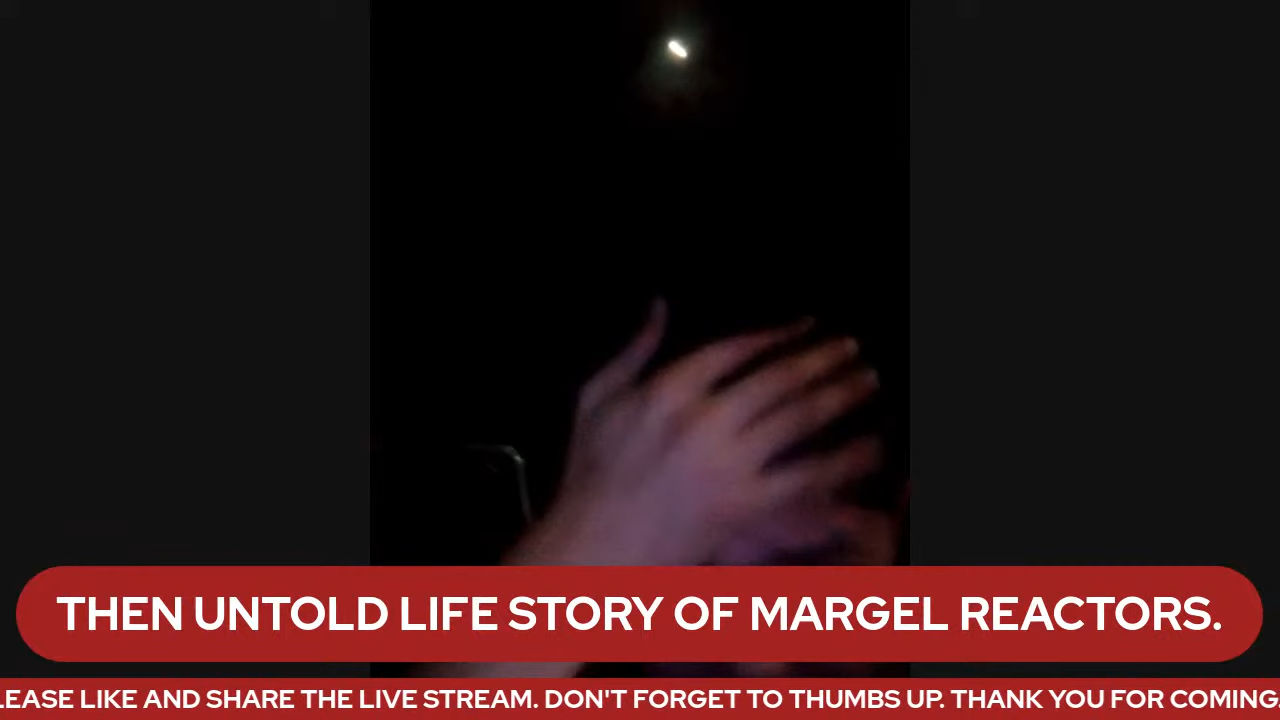 THEN UNTOLD LIFE STORY OF MARGEL REACTORS.
LEASE LIKE AND SHARE THE LIVE STREAM. DON'T FORGET TO THUMBS UP. THANK YOU FOR COMING.